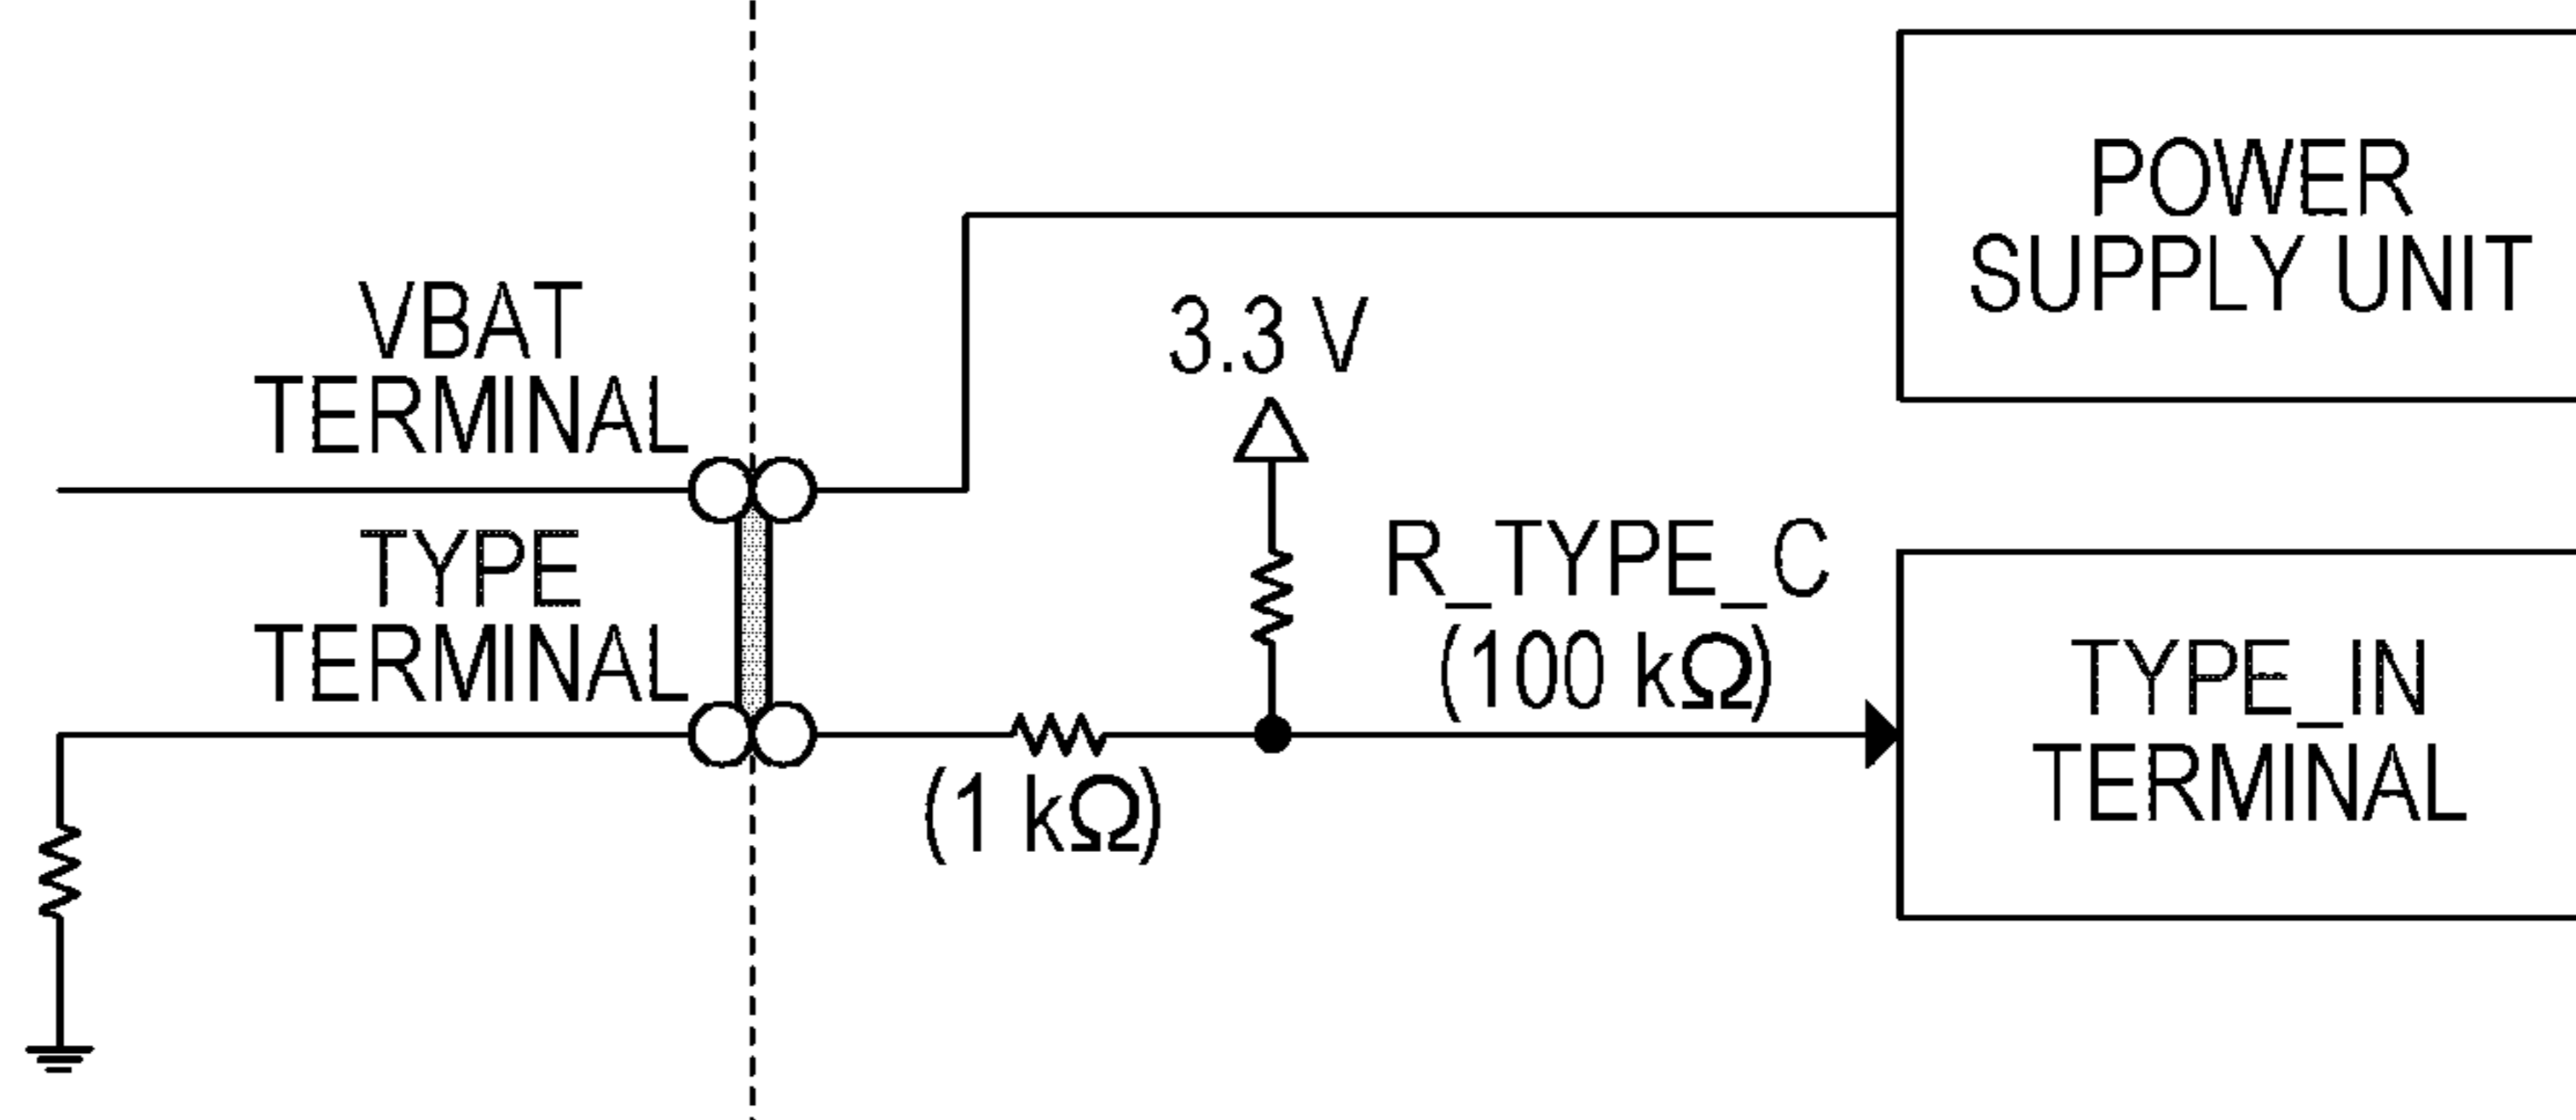 POWER
SUPPLY UNIT
VBAT
TERMINAL
3.3 V
TYPE
TERMINAL
R_TYPE_C
(100 kΩ)
(1 kΩ)
TYPE_IN
TERMINAL